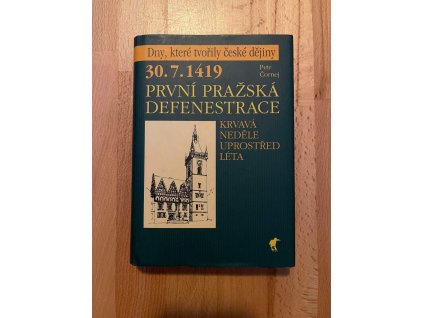 Dny, které tvořily české dějiny
30.7.1419
Petr
Čornej
PRVNÍ PRAŽSKÁ
DEFENESTRACE
KRVAVÁ
NEDĚLE
UPROSTŘED
LÉTA